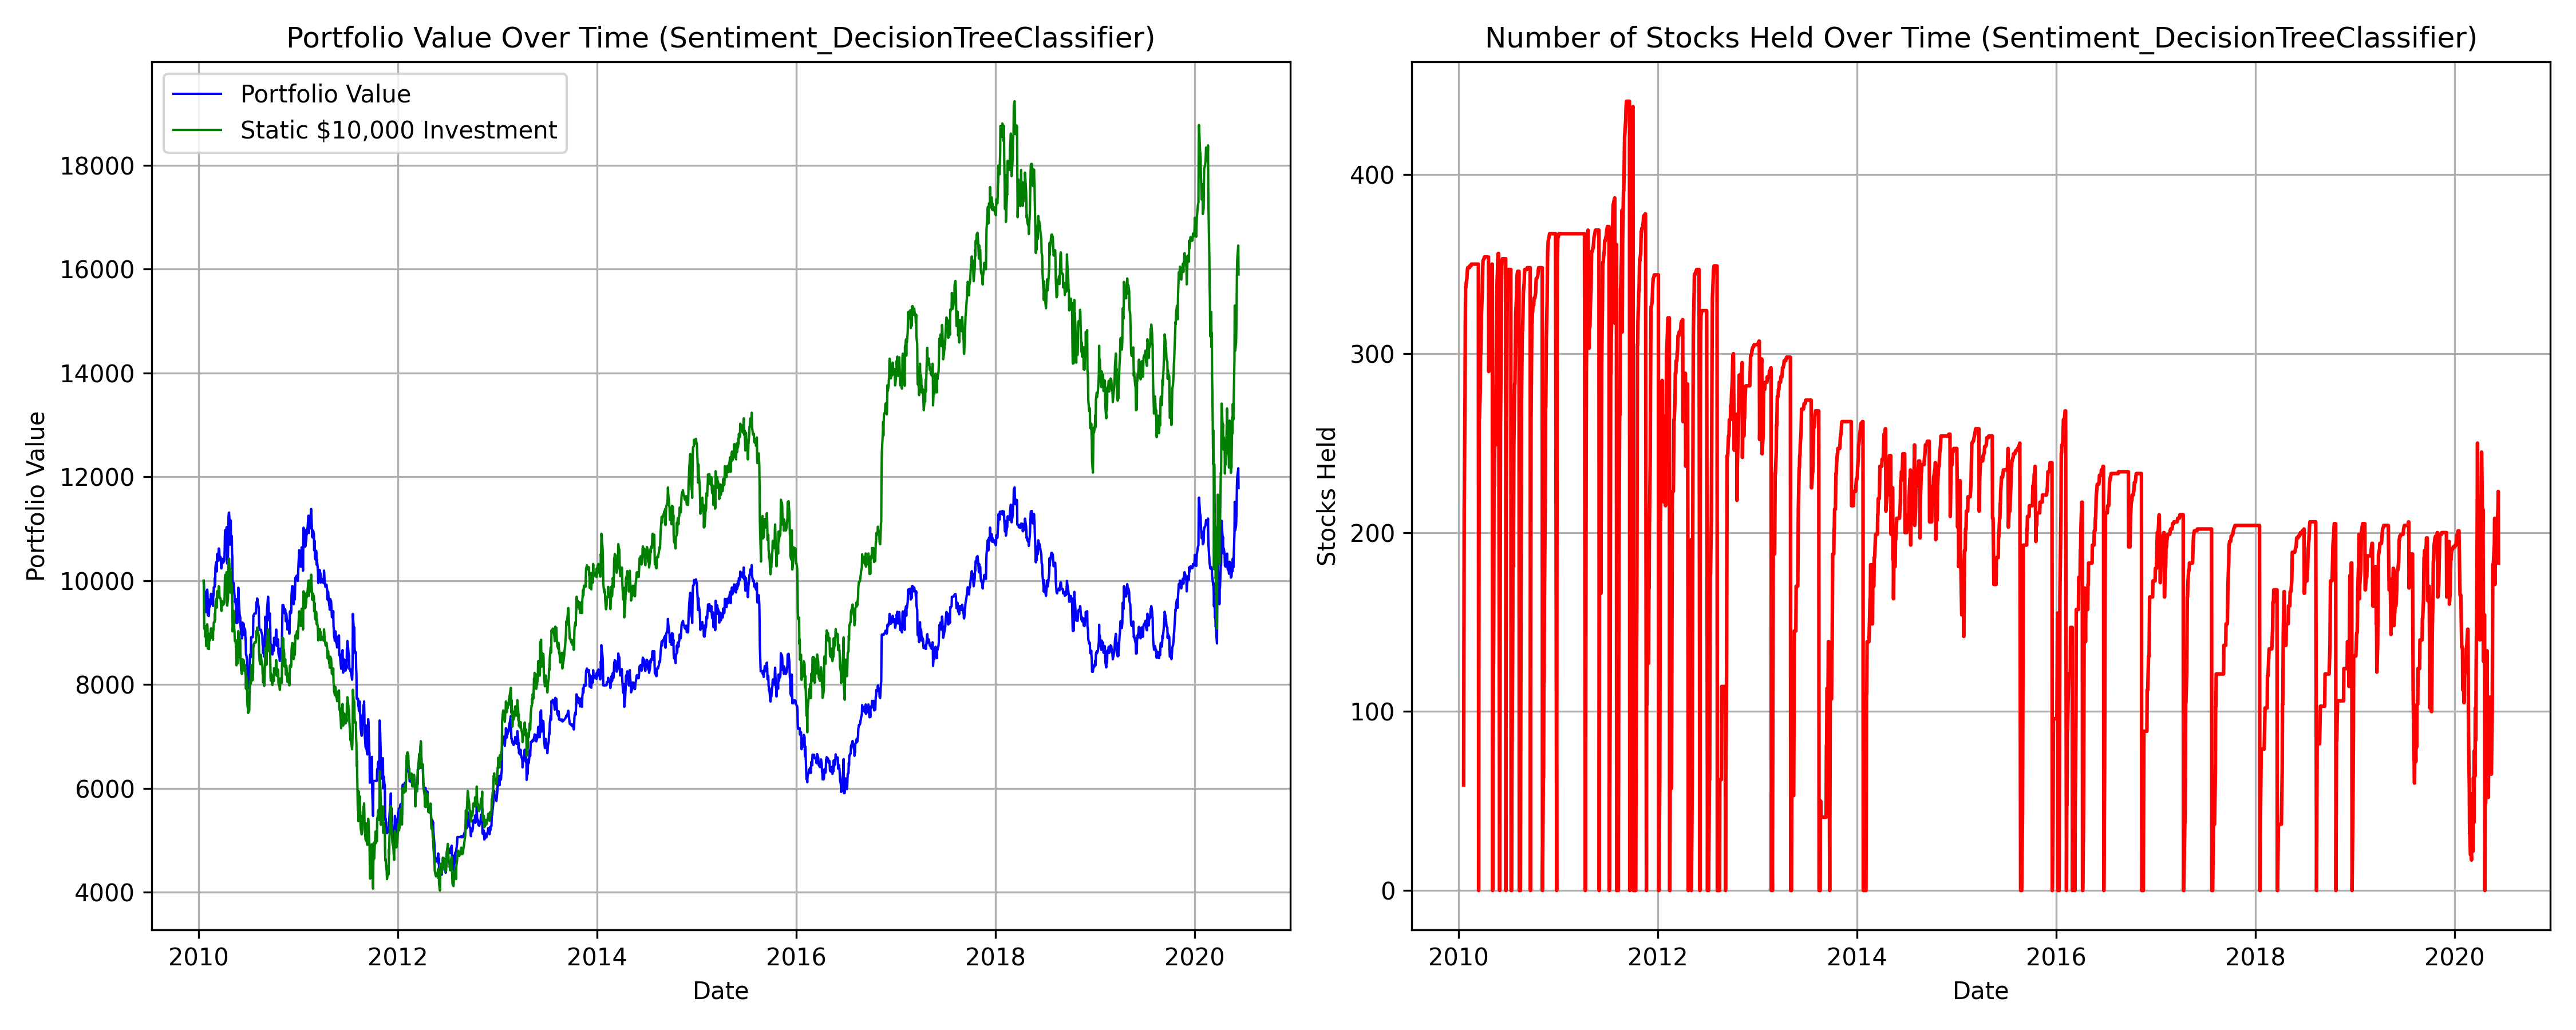 Portfolio Value Over Time (Sentiment_DecisionTreeClassifier)
Portfolio Value
Static $10,000 Investment
Portfolio Value
18000
16000
14000
12000
10000
8000
6000
4000
2010 2012 2014 2016 2018 2020
Date
Number of Stocks Held Over Time (Sentiment_DecisionTreeClassifier)
Stocks Held
400
300
200
100
0
2010 2012 2014 2016 2018 2020
Date